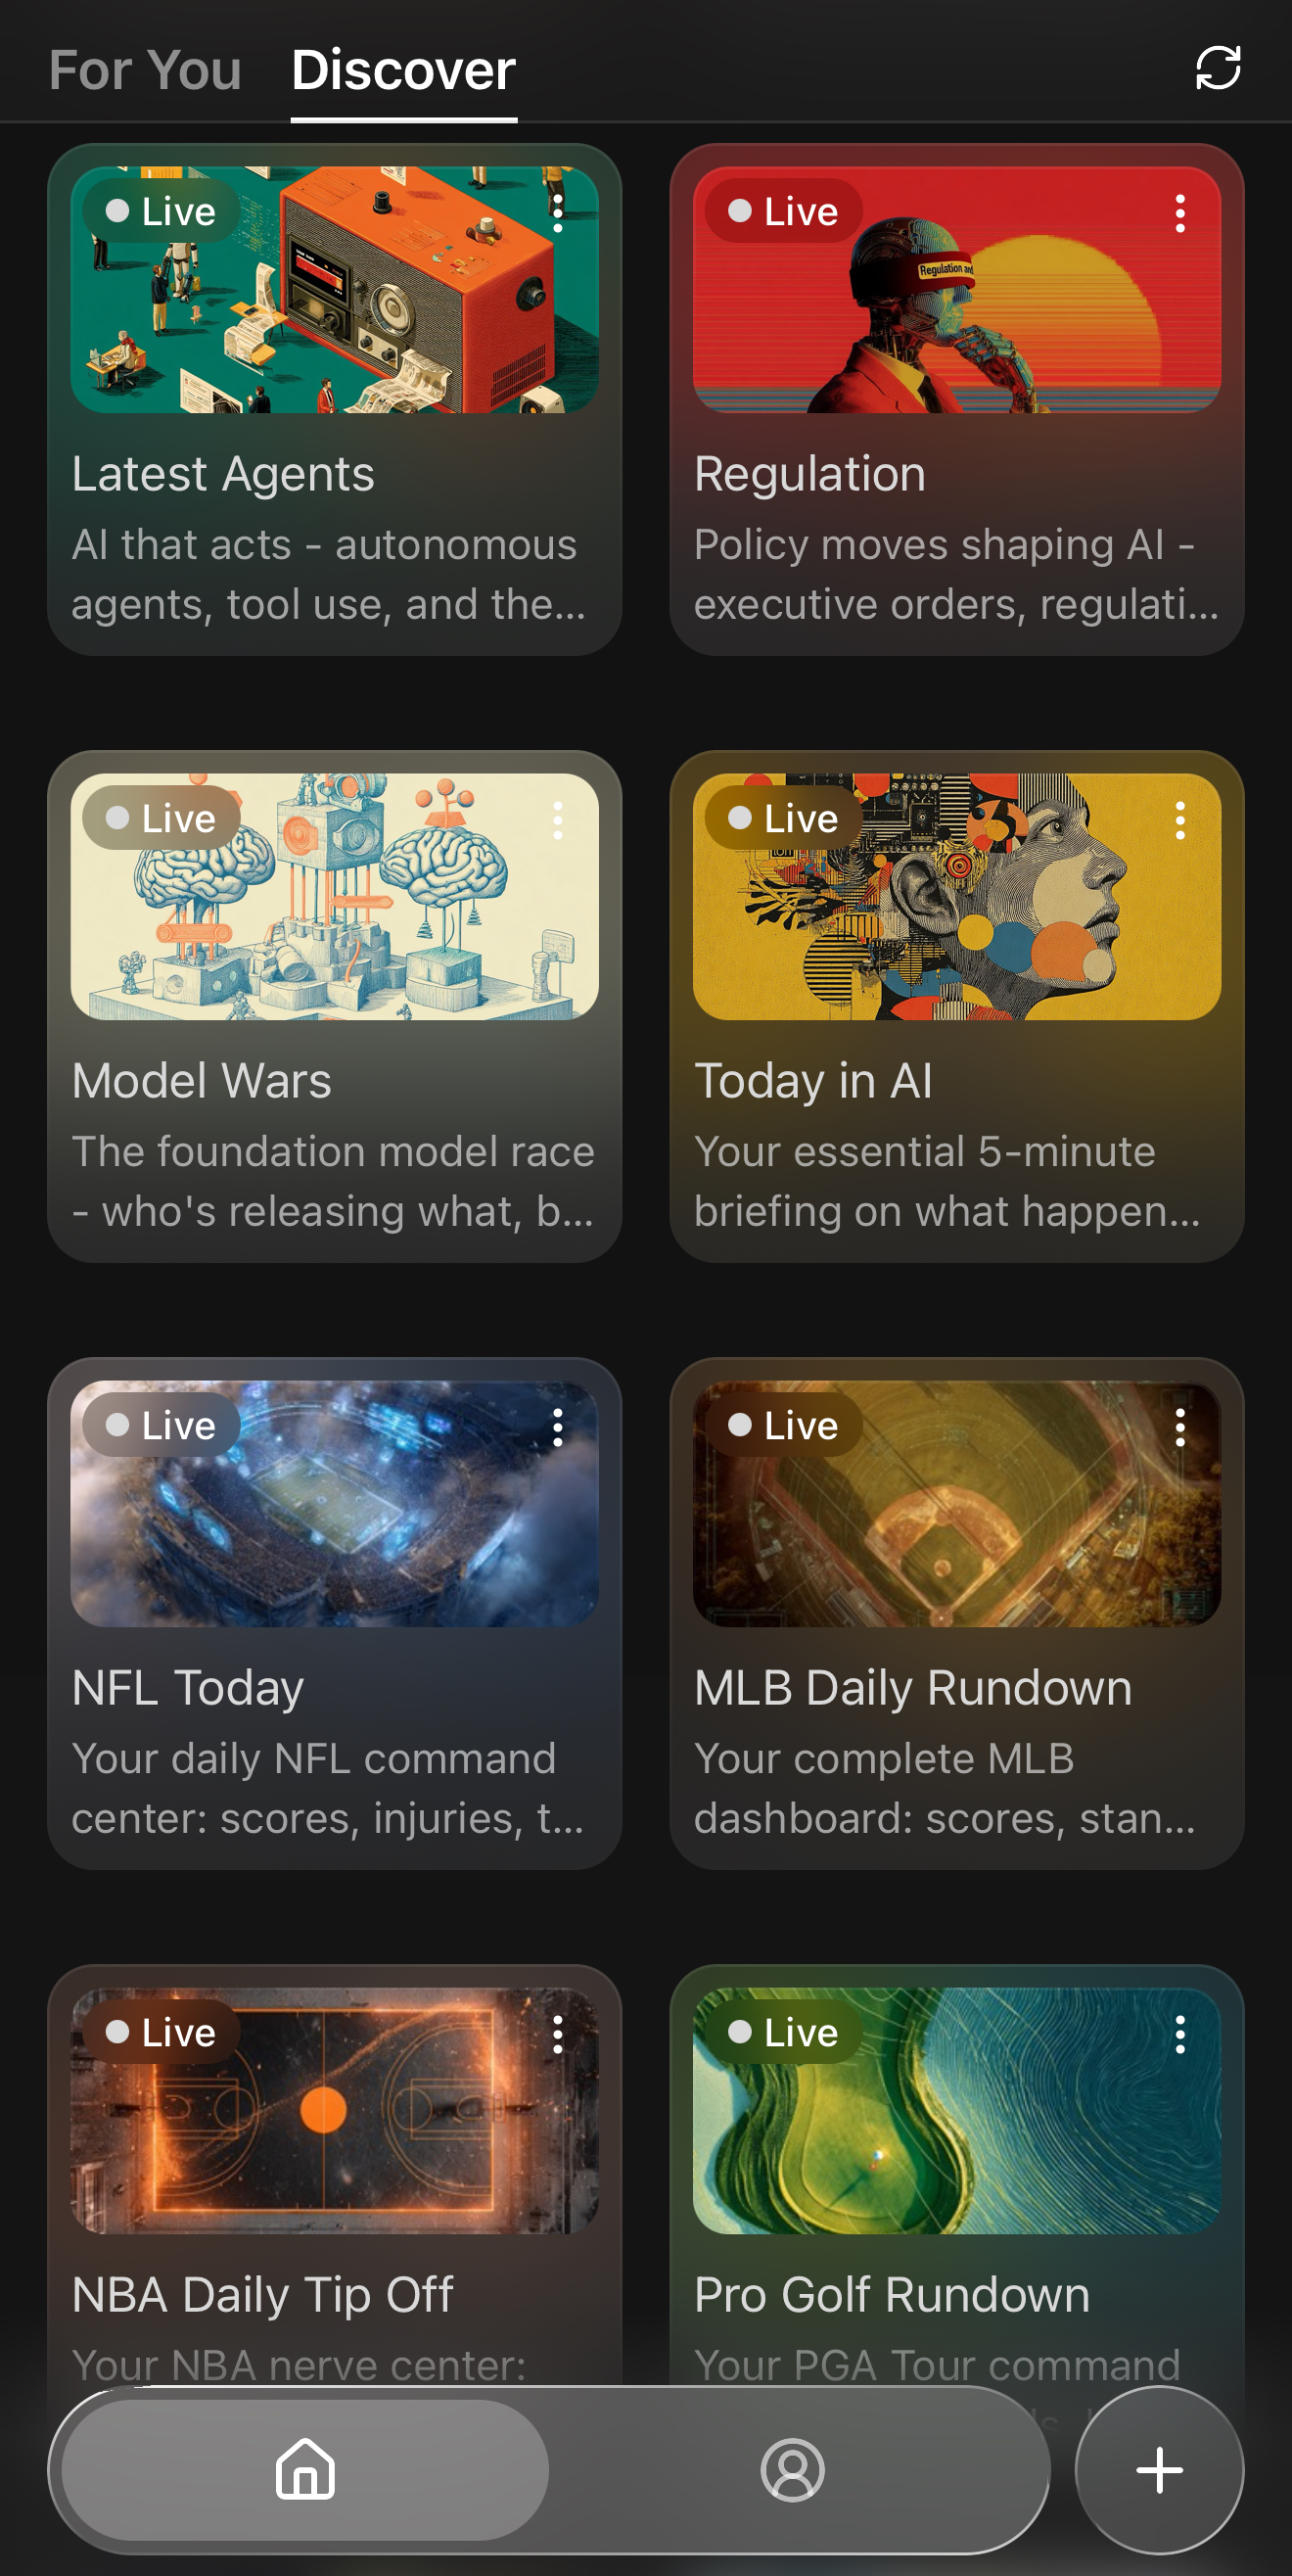 For You Discover
Live
Latest Agents
AI that acts - autonomous
agents, tool use, and the...
Live
Regulation and
Regulation
Policy moves shaping AI -
executive orders, regulati...
Live
Model Wars
The foundation model race
- who's releasing what, b...
Live
Today in AI
Your essential 5-minute
briefing on what happen...
Live
NFL Today
Your daily NFL command
center: scores, injuries, t...
Live
MLB Daily Rundown
Your complete MLB
dashboard: scores, stan...
Live
NBA Daily Tip Off
Your NBA nerve center:
Live
Pro Golf Rundown
Your PGA Tour command